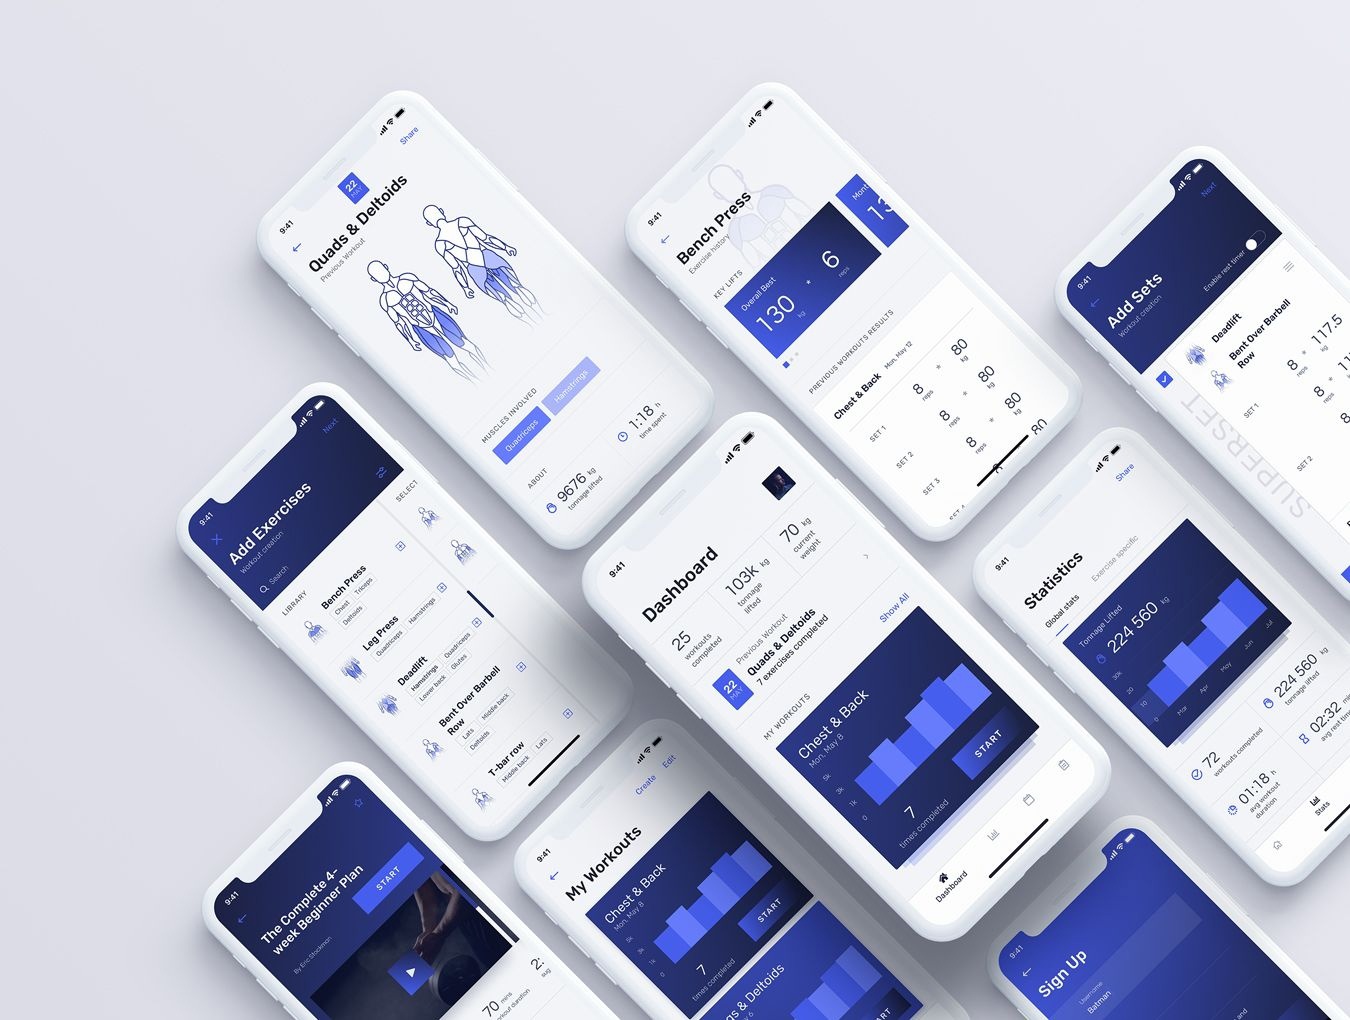 9:41
Share
22
MAY
Quads & Deltoids
Previous Workout
MUSCLES INVOLVED
Quadriceps
Hamstrings
ABOUT
9676 kg
tonnage lifted
1:18 h
time spent
9:41
Bench Press
Exercise history
KEY LIFTS
Overall Best
130 kg * 6 reps
PREVIOUS WORKOUTS RESULTS
Chest & Back Mon, May 12
SET 1 8 reps * 80 kg
SET 2 8 reps * 80 kg
SET 3 8 reps * 80 kg
80
9:41
Next
Add Sets
Workout creation
Enable rest timer
Deadlift
Bent Over Barbell
Row
SET 1 8 reps * 117.5 kg
SET 2 8 reps
SUPERSET
9:41
Next
Add Exercises
Workout creation
Search
LIBRARY
SELECT
Bench Press
Chest Triceps
Deltoids
Leg Press
Quadriceps Hamstrings
Deadlift
Hamstrings Quadriceps
Lower back Glutes
Bent Over Barbell
Row
Lats Middle back
Deltoids
T-bar row
Middle back Lats
9:41
Dashboard
25
workouts
completed
103k kg
tonnage
lifted
70 kg
current
weight
22
MAY
Previous Workout
Quads & Deltoids
7 exercises completed
MY WORKOUTS
Show All
Chest & Back
Mon, May 8
5k
3k
1k
0
7
times completed
START
Dashboard
9:41
Share
Statistics
Global stats
Exercise specific
Tonnage Lifted
224 560 kg
30k
20
10
0
Mar
Apr
May
Jun
Jul
72
workouts completed
224 560 kg
tonnage lifted
01:18 h
avg workout
duration
02:32
avg rest time
Stats
9:41
The Complete 4-
week Beginner Plan
By Eric Stockmon
START
70 mins
workout duration
9:41
Create
Edit
My Workouts
Chest & Back
Mon, May 8
5k
3k
1k
0
7
times completed
START
& Deltoids
START
9:41
Sign Up
Username
Batman
and